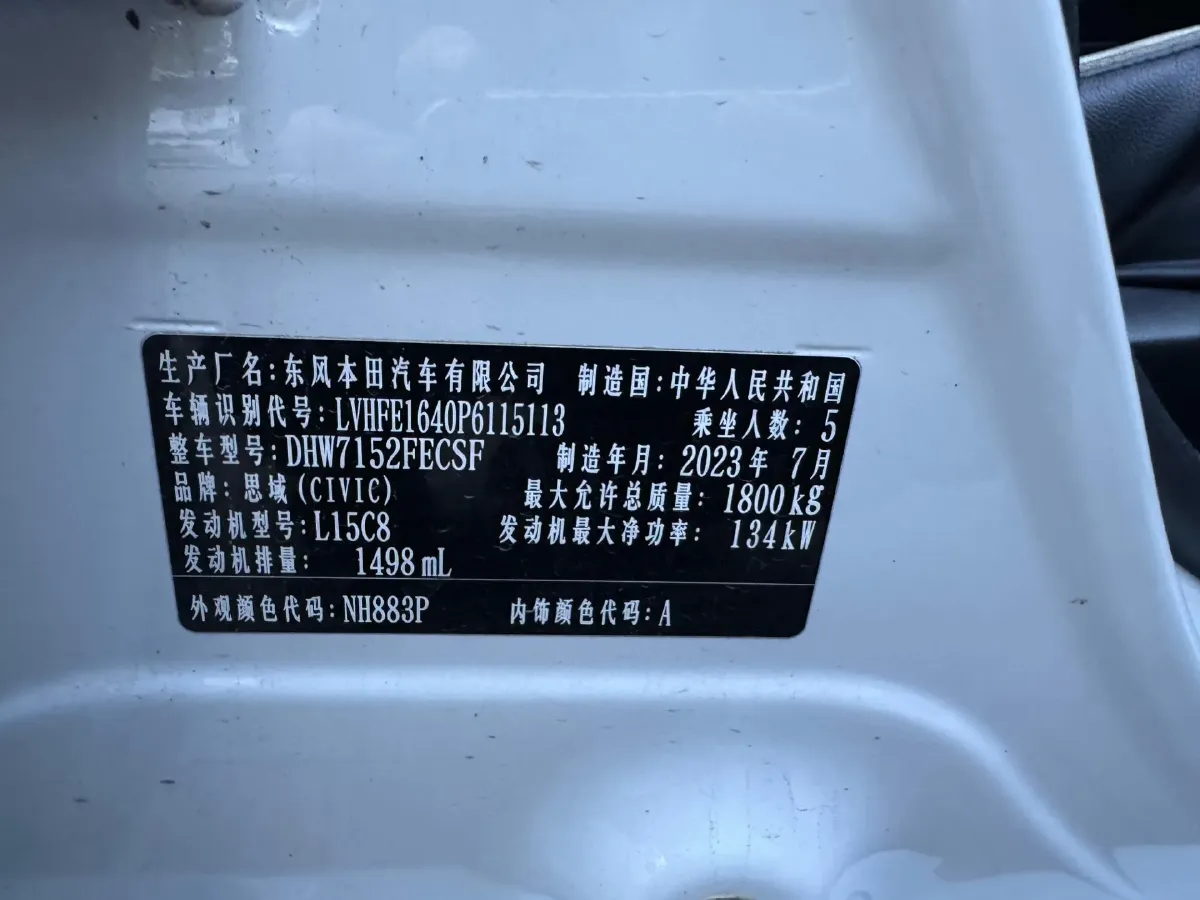 生产厂名:东风本田汽车有限公司 制造国:中华人民共和国
车辆识别代号:LVHFE1640P6115113 乘坐人数: 5
整车型号:DHW7152FECSF 制造年月: 2023年 7月
品牌: 思域(CIVIC) 最大允许总质量: 1800kg
发动机型号:L15C8 发动机最大净功率: 134kW
发动机排量: 1498mL
外观颜色代码:NH883P 内饰颜色代码:A